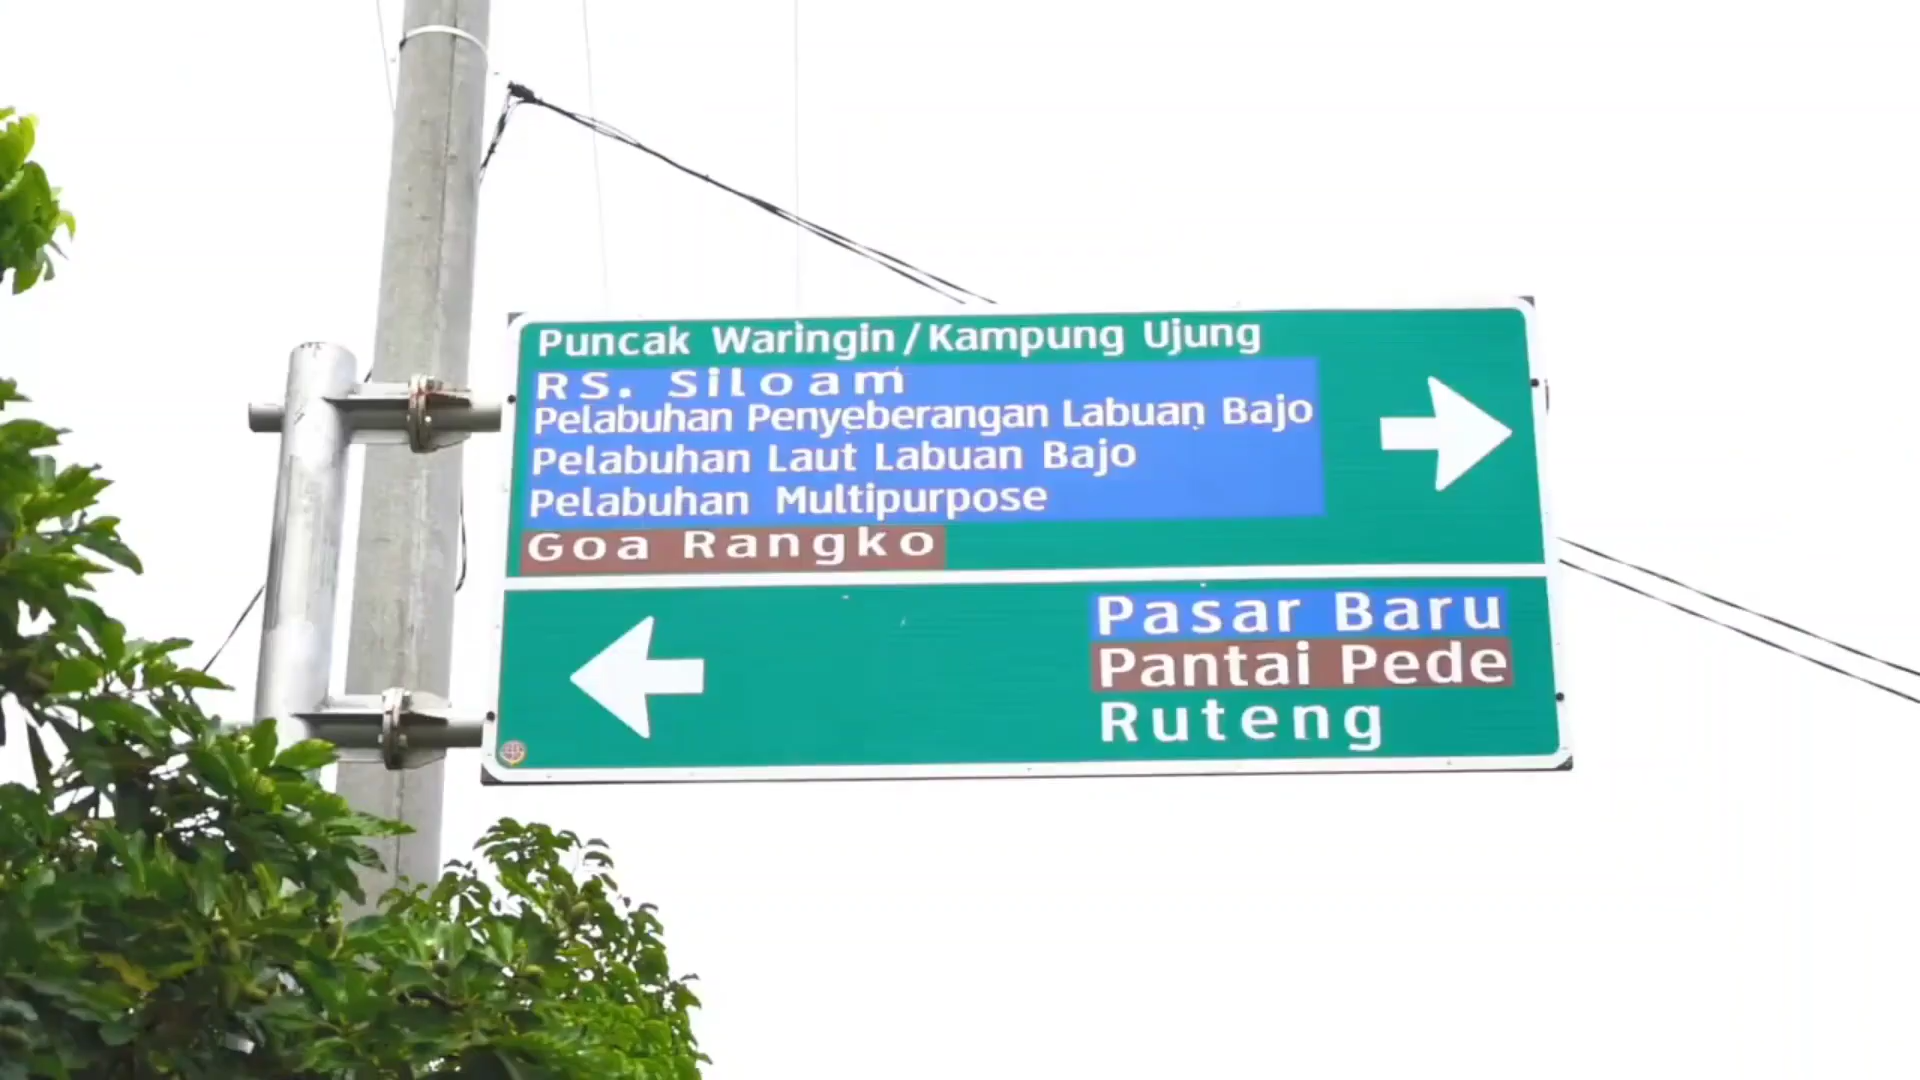 Puncak Waringin/Kampung Ujung
RS. Siloam
Pelabuhan Penyeberangan Labuan Bajo
Pelabuhan Laut Labuan Bajo
Pelabuhan Multipurpose
Goa Rangko
Pasar Baru
Pantai Pede
Ruteng